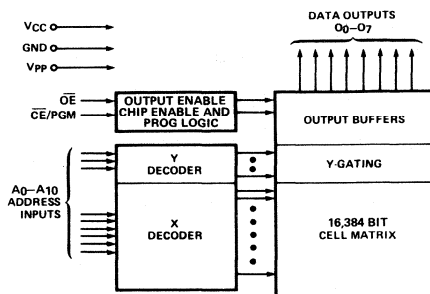 DATA OUTPUTS
O0–O7
VCC
GND
VPP
OE
CE/PGM
OUTPUT ENABLE
CHIP ENABLE AND
PROG LOGIC
OUTPUT BUFFERS
A0–A10
ADDRESS
INPUTS
Y
DECODER
Y-GATING
X
DECODER
16,384 BIT
CELL MATRIX